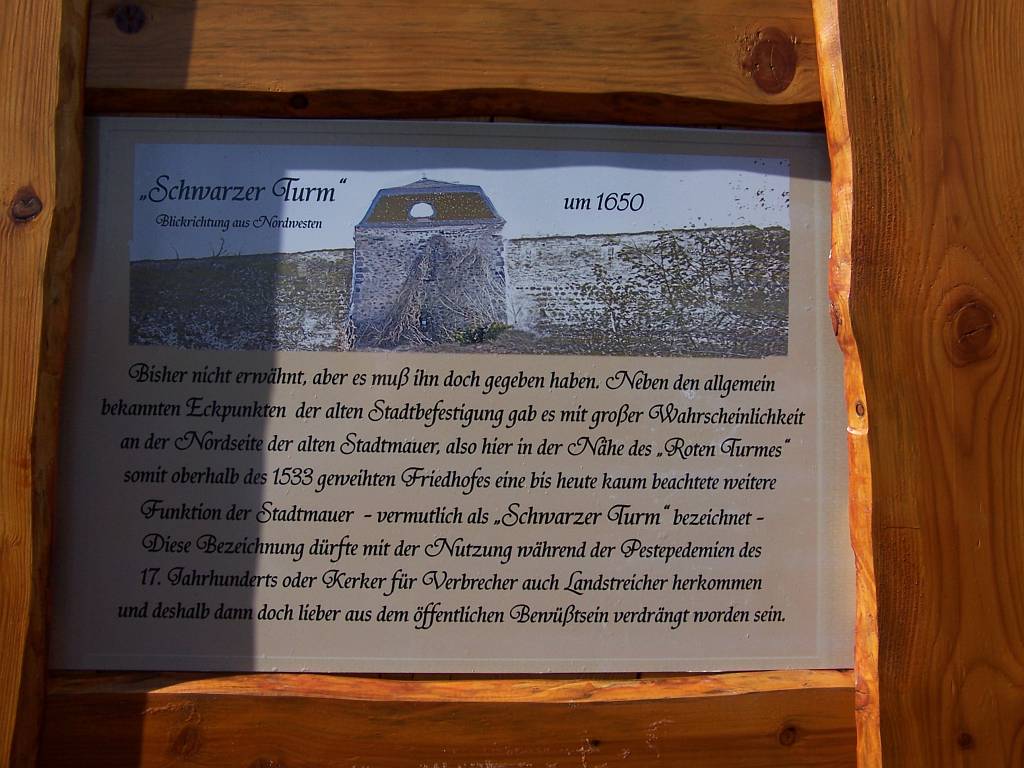 „Schwarzer Turm“
um 1650
Blickrichtung aus Nordwesten
Bisher nicht erwähnt, aber es muß ihn doch gegeben haben. Neben den allgemein
bekannten Eckpunkten der alten Stadtbefestigung gab es mit großer Wahrscheinlichkeit
an der Nordseite der alten Stadtmauer, also hier in der Nähe des „Roten Turmes“
somit oberhalb des 1533 geweihten Friedhofes eine bis heute kaum beachtete weitere
Funktion der Stadtmauer - vermutlich als „Schwarzer Turm“ bezeichnet -
Diese Bezeichnung dürfte mit der Nutzung während der Pestepedemien des
17. Jahrhunderts oder Kerker für Verbrecher auch Landstreicher herkommen
und deshalb dann doch lieber aus dem öffentlichen Bewüßtsein verdrängt worden sein.